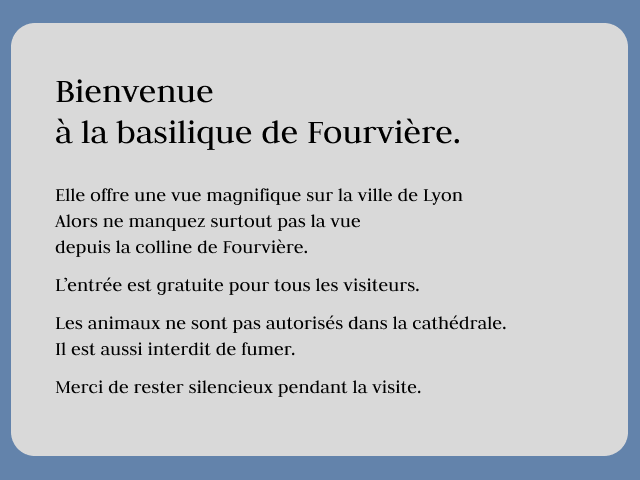 Bienvenue
à la basilique de Fourvière.
Elle offre une vue magnifique sur la ville de Lyon
Alors ne manquez surtout pas la vue
depuis la colline de Fourvière.
L’entrée est gratuite pour tous les visiteurs.
Les animaux ne sont pas autorisés dans la cathédrale.
Il est aussi interdit de fumer.
Merci de rester silencieux pendant la visite.